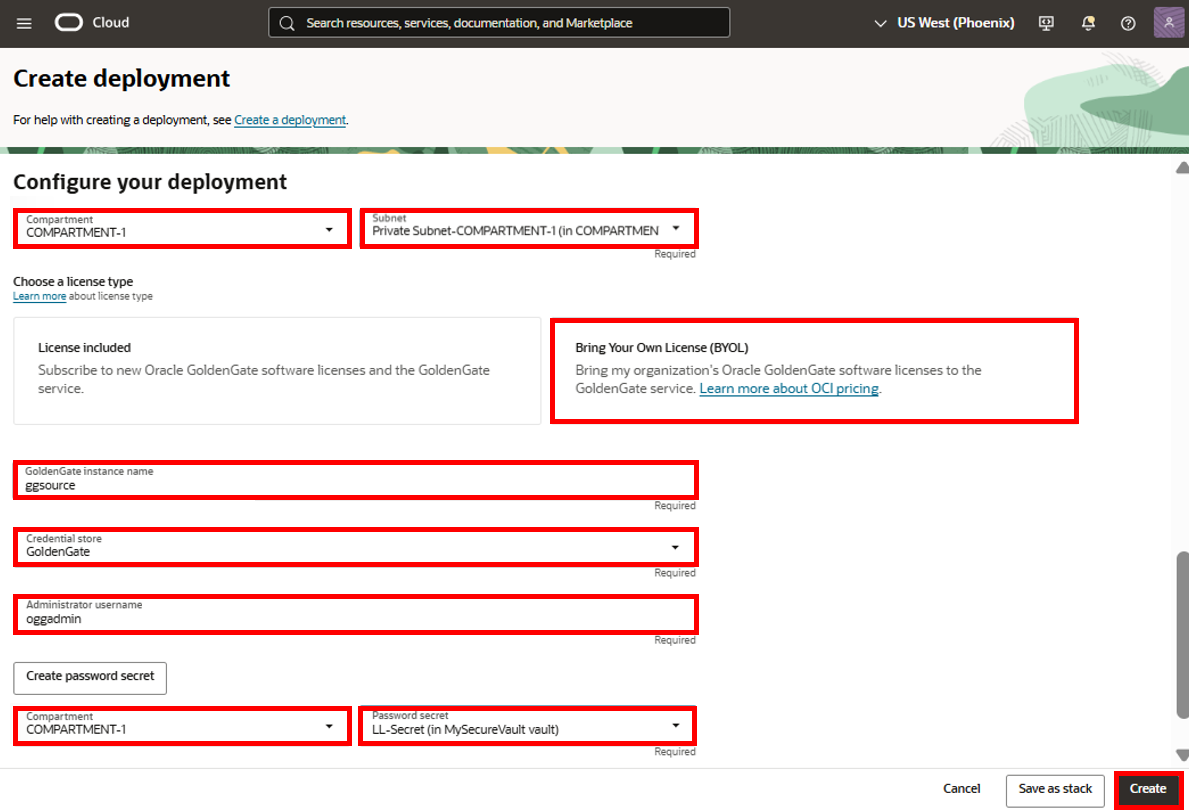 Cloud
Search resources, services, documentation, and Marketplace
US West (Phoenix)
Create deployment
For help with creating a deployment, see Create a deployment.
Configure your deployment
Compartment
COMPARTMENT-1
Subnet
Private Subnet-COMPARTMENT-1 (in COMPARTMEN
Required
Choose a license type
Learn more about license type
License included
Subscribe to new Oracle GoldenGate software licenses and the GoldenGate
service.
Bring Your Own License (BYOL)
Bring my organization's Oracle GoldenGate software licenses to the
GoldenGate service. Learn more about OCI pricing.
GoldenGate instance name
ggsource
Required
Credential store
GoldenGate
Required
Administrator username
oggadmin
Required
Create password secret
Compartment
COMPARTMENT-1
Password secret
LL-Secret (in MySecureVault vault)
Required
Cancel
Save as stack
Create